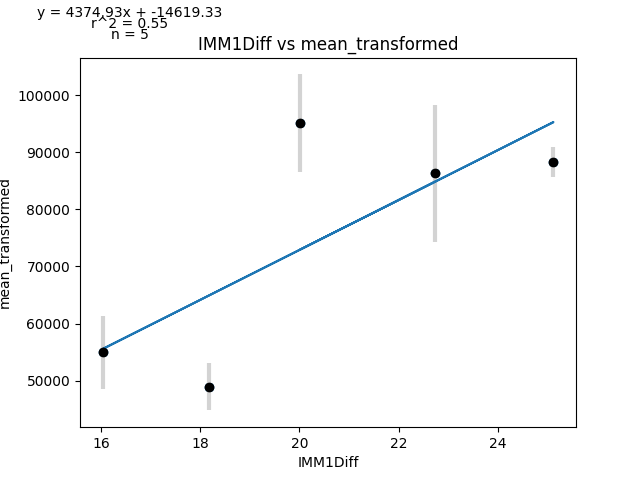 y = 4374.93x + -14619.33
r^2 = 0.55
n = 5
IMM1Diff vs mean_transformed
100000
90000
80000
70000
60000
50000
mean_transformed
16
18
20
22
24
IMM1Diff